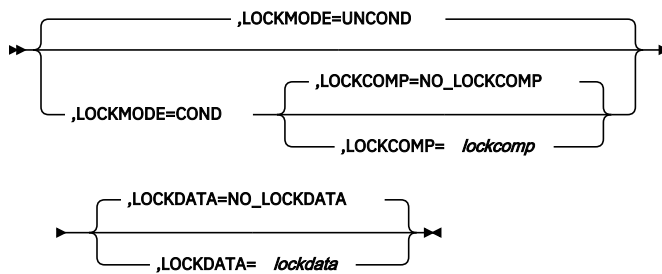 ,LOCKMODE=UNCOND
,LOCKCOMP=NO_LOCKCOMP
,LOCKMODE=COND
,LOCKCOMP= lockcomp
,LOCKDATA=NO_LOCKDATA
,LOCKDATA= lockdata